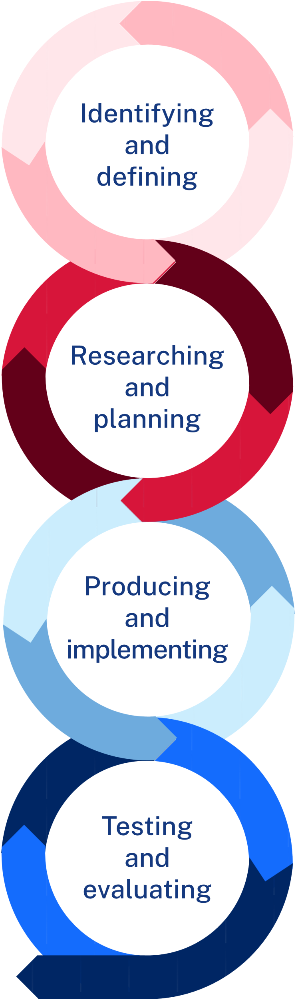 Identifying
and
defining
Researching
and
planning
Producing
and
implementing
Testing
and
evaluating